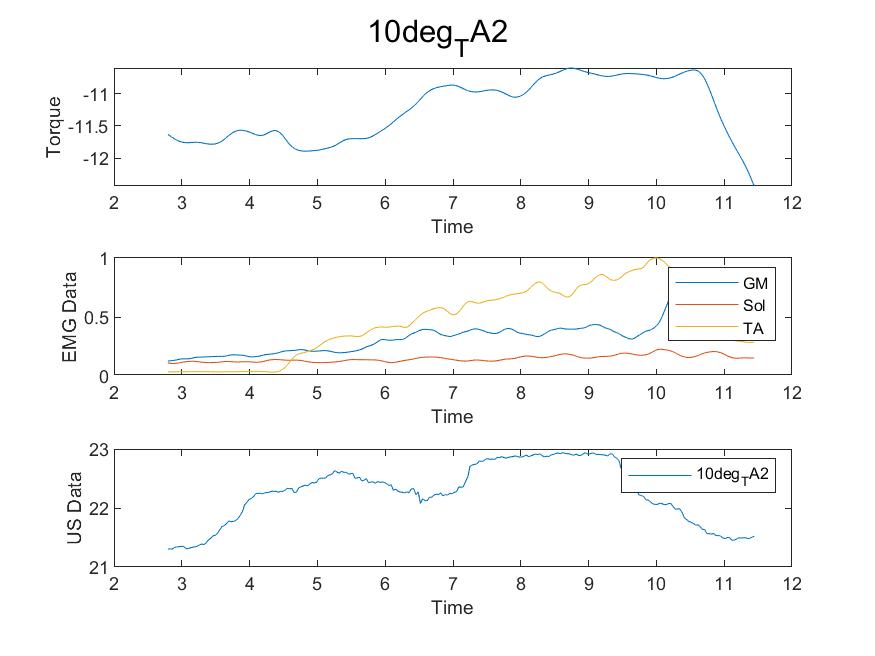 10deg_TA2
-11
-11.5
-12
Torque
2 3 4 5 6 7 8 9 10 11 12
Time
1
0.5
0
EMG Data
GM
Sol
TA
2 3 4 5 6 7 8 9 10 11 12
Time
23
22
21
US Data
10deg_TA2
2 3 4 5 6 7 8 9 10 11 12
Time